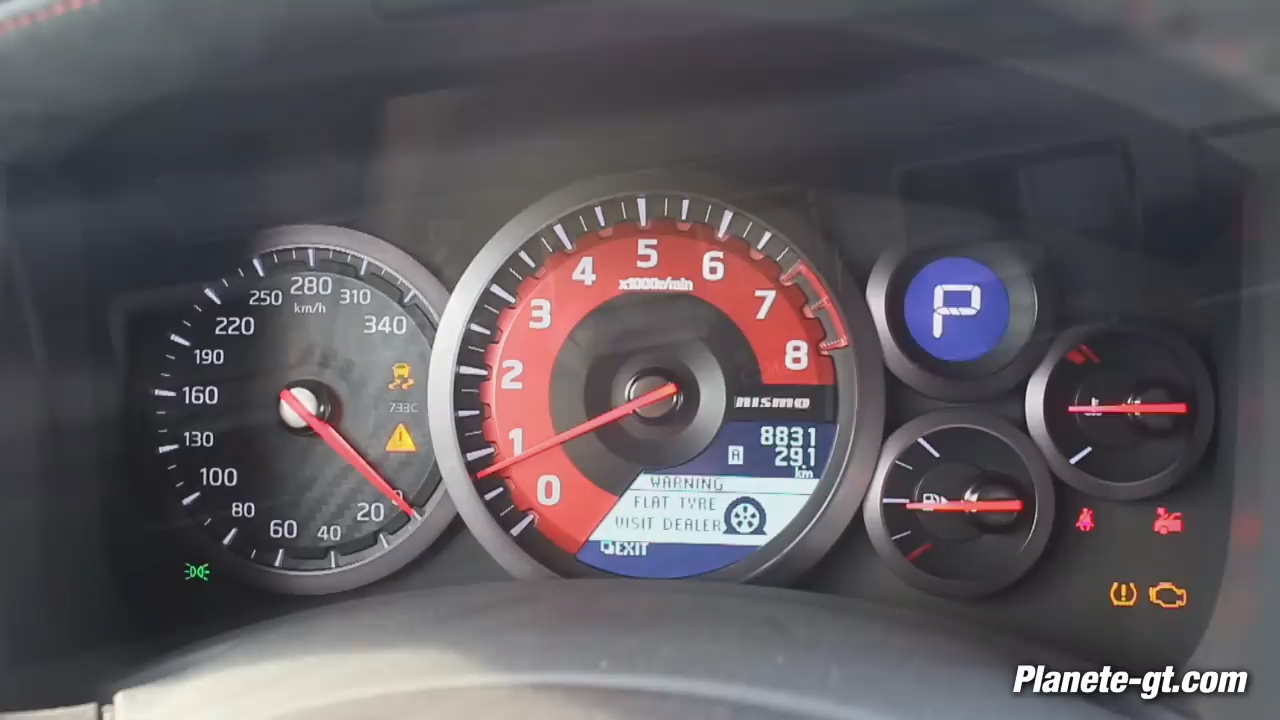 280
km/h
250
310
220
340
190
160
733C
130
100
80
60
40
20
0
5
x1000r/min
4
6
3
7
2
8
1
0
NISMO
8831
A 291
km
WARNING
FLAT TYRE
VISIT DEALER
EXIT
P
Planete-gt.com